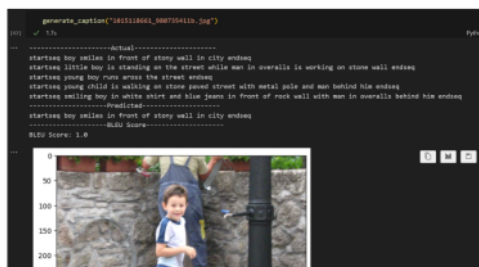 generate_caption("1015118661_980735411b.jpg")
1.7s
Pyth
---------------------Actual---------------------
startseq boy smiles in front of stony wall in city endseq
startseq little boy is standing on the street while man in overalls is working on stone wall endseq
startseq young boy runs aross the street endseq
startseq young child is walking on stone paved street with metal pole and man behind him endseq
startseq smiling boy in white shirt and blue jeans in front of rock wall with man in overalls behind him endseq
--------------------Predicted--------------------
startseq boy smiles in front of stony wall in city endseq
--------------------BLEU Score--------------------
BLEU Score: 1.0
0
50
100
150
200